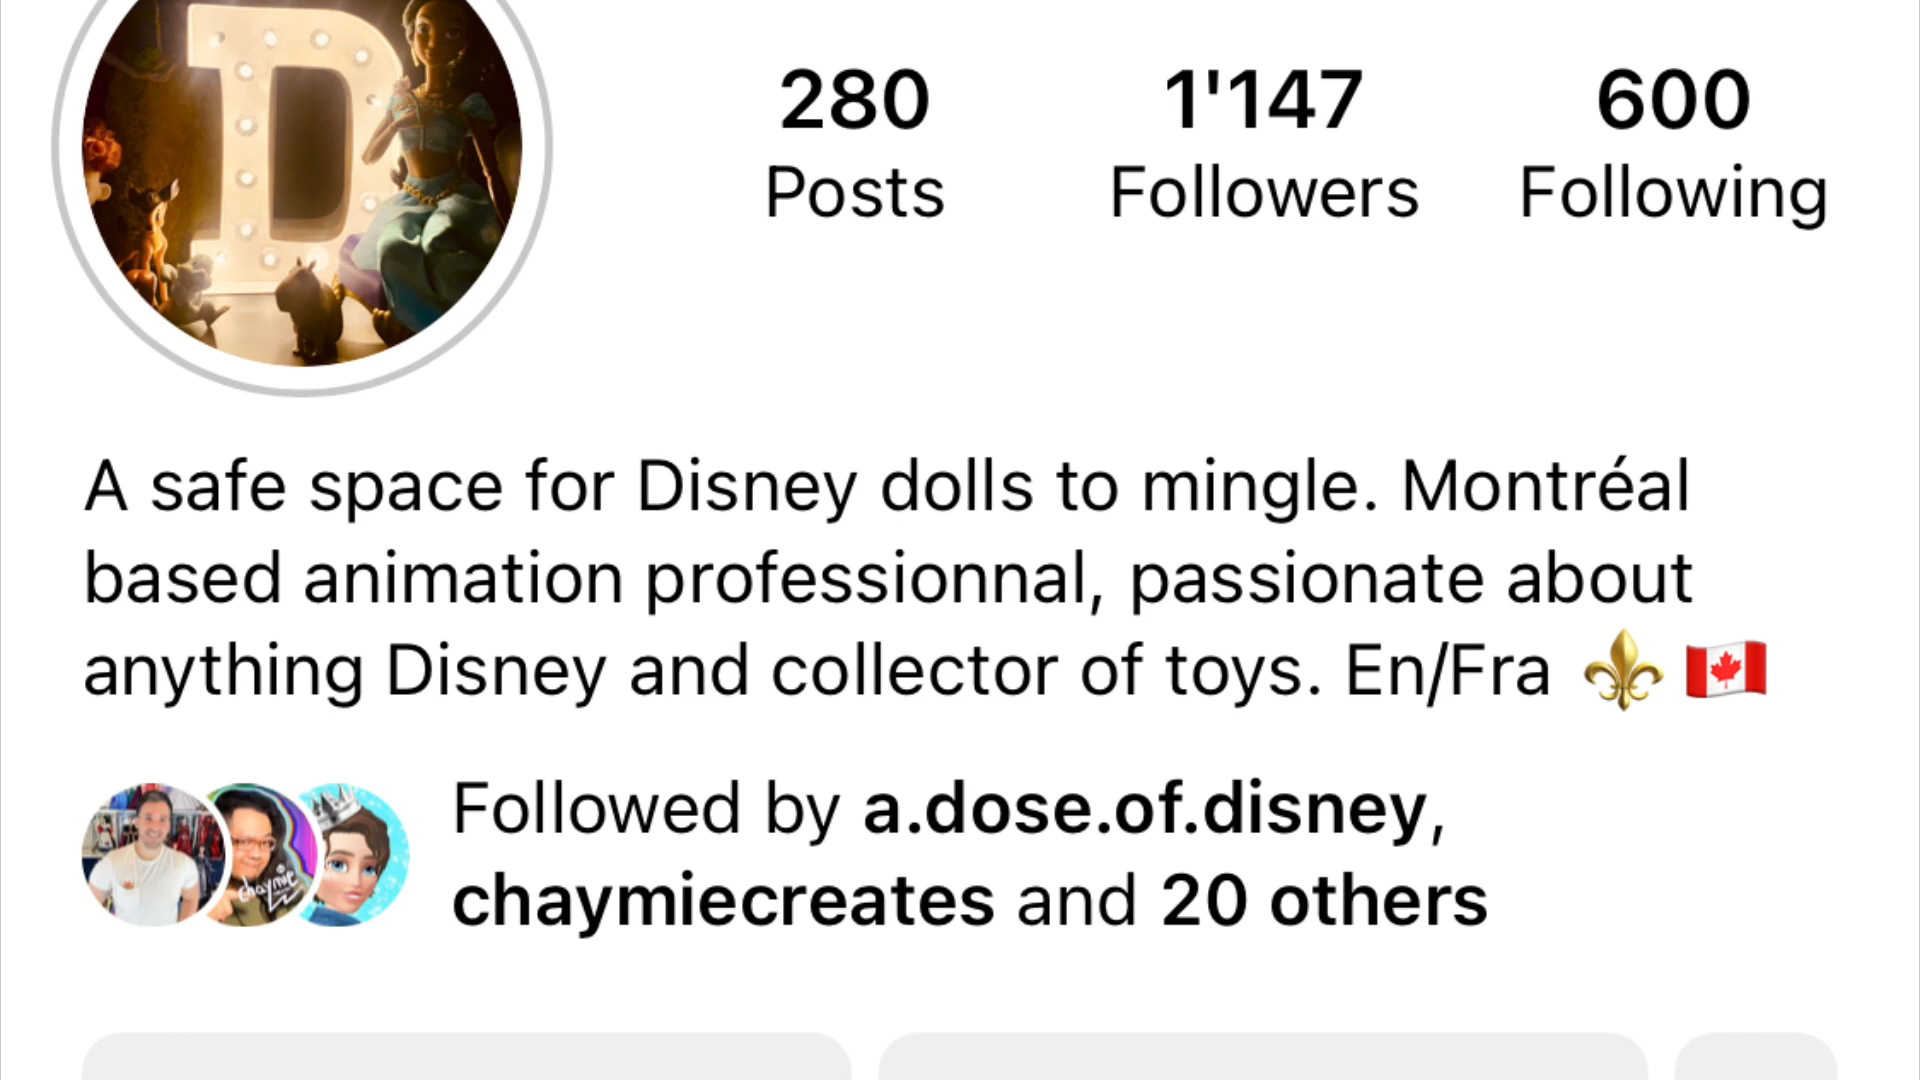 D
280
Posts
1'147
Followers
600
Following
A safe space for Disney dolls to mingle. Montréal
based animation professionnal, passionate about
anything Disney and collector of toys. En/Fra ⚜️ 🇨🇦
chaymie
Followed by a.dose.of.disney,
chaymiecreates and 20 others